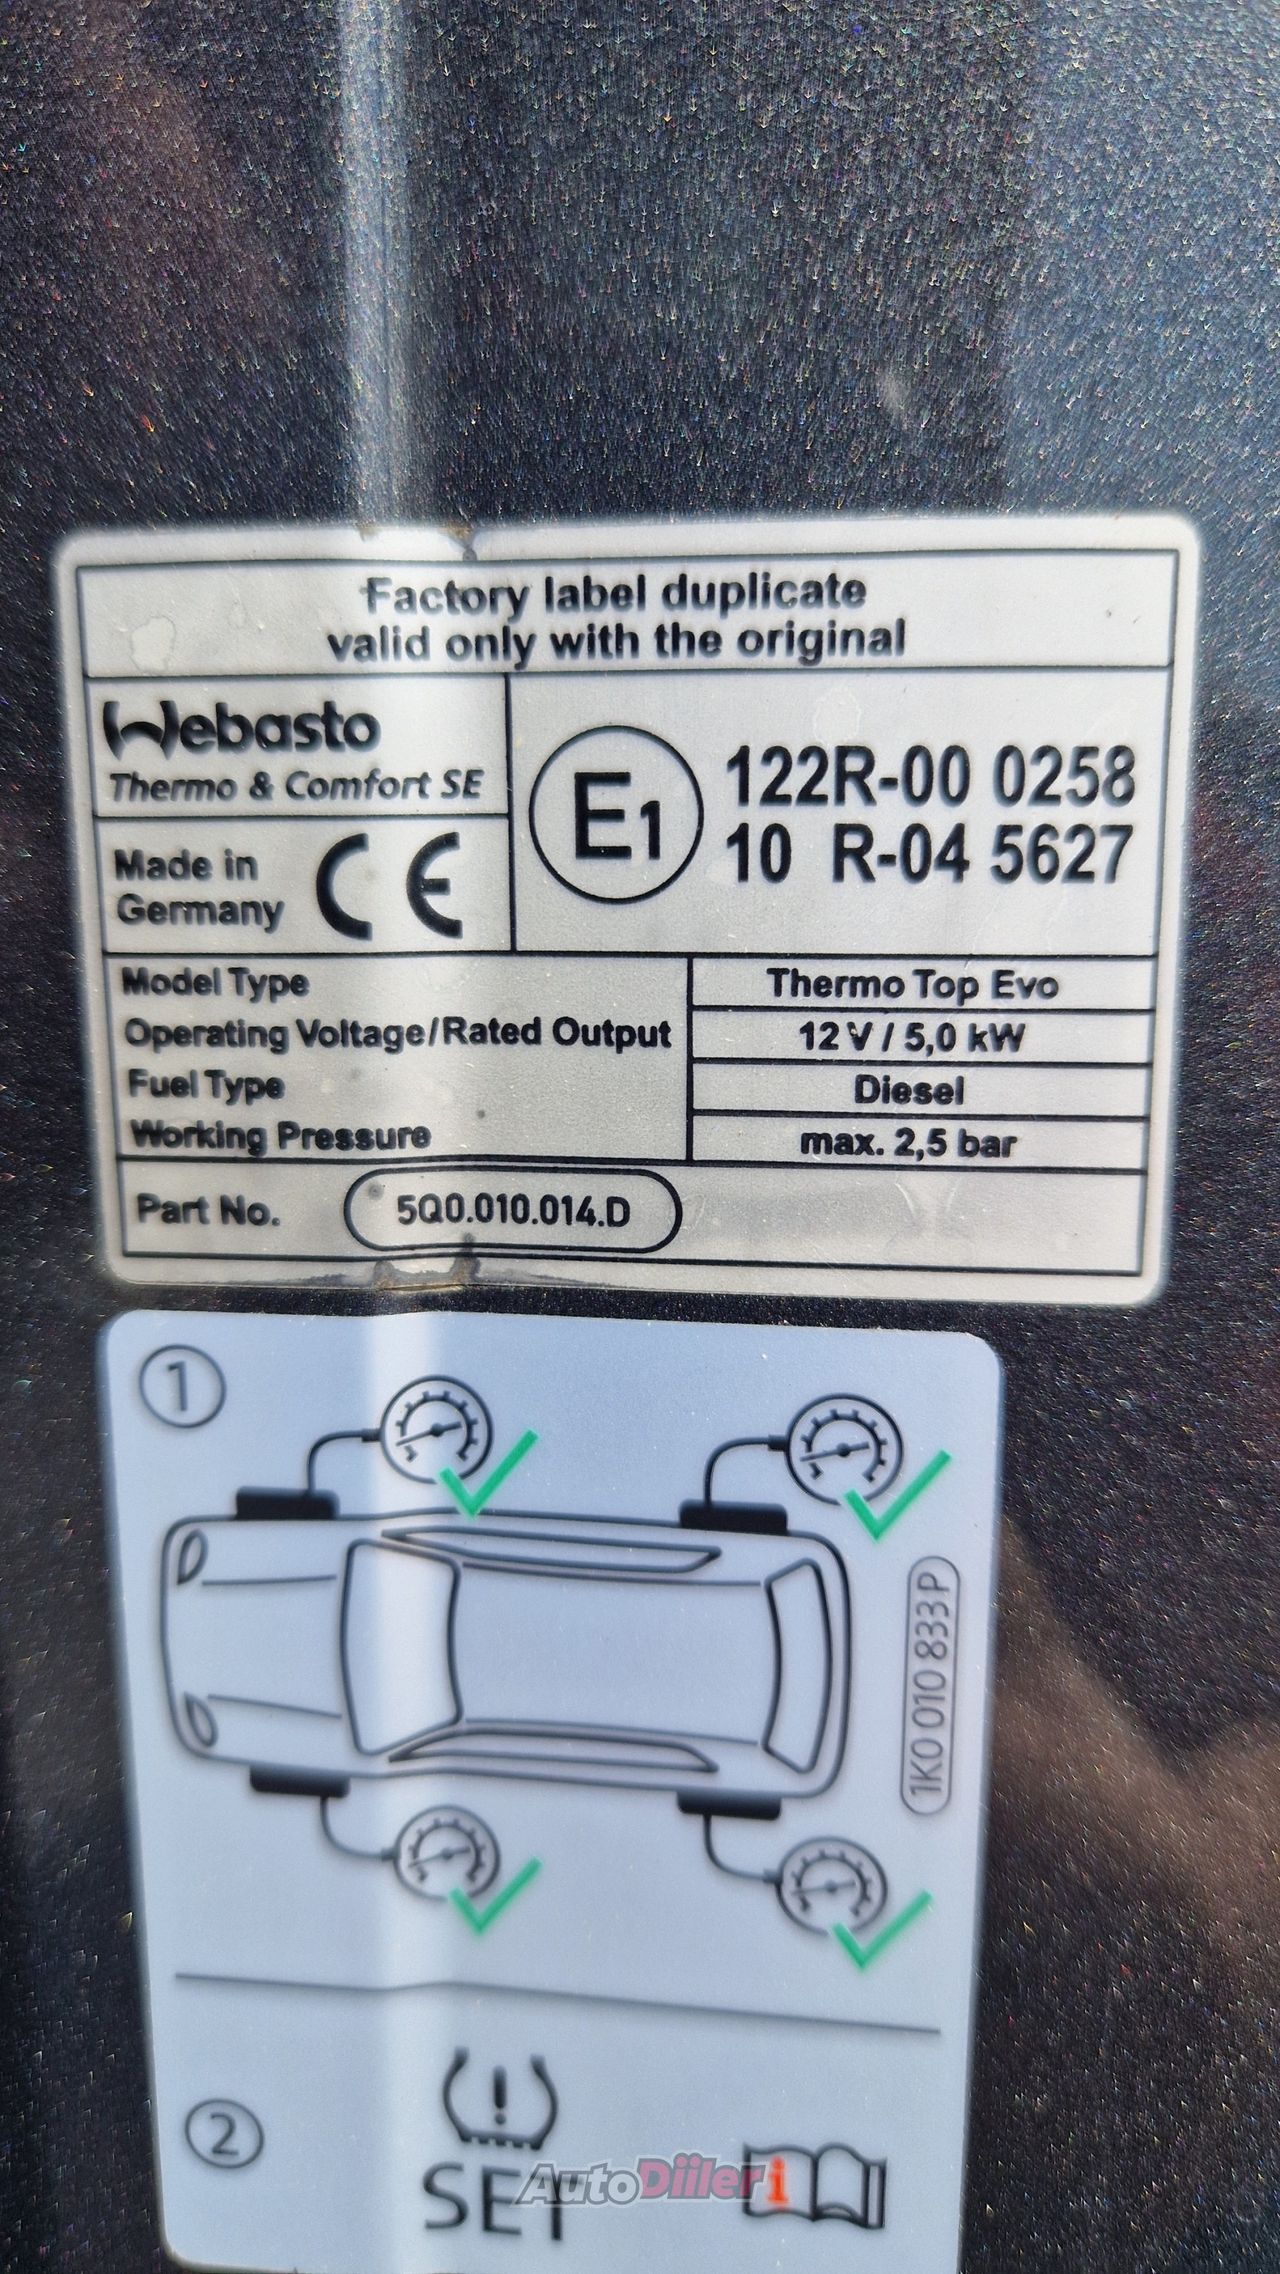 Factory label duplicate
valid only with the original
Webasto
Thermo & Comfort SE
Made in
Germany
CE
E1
122R-00 0258
10 R-04 5627
Model Type
Thermo Top Evo
Operating Voltage/Rated Output
12 V / 5,0 kW
Fuel Type
Diesel
Working Pressure
max. 2,5 bar
Part No.
5Q0.010.014.D
1
1K0 010 833 P
2
!
SET
i
AutoDiiler